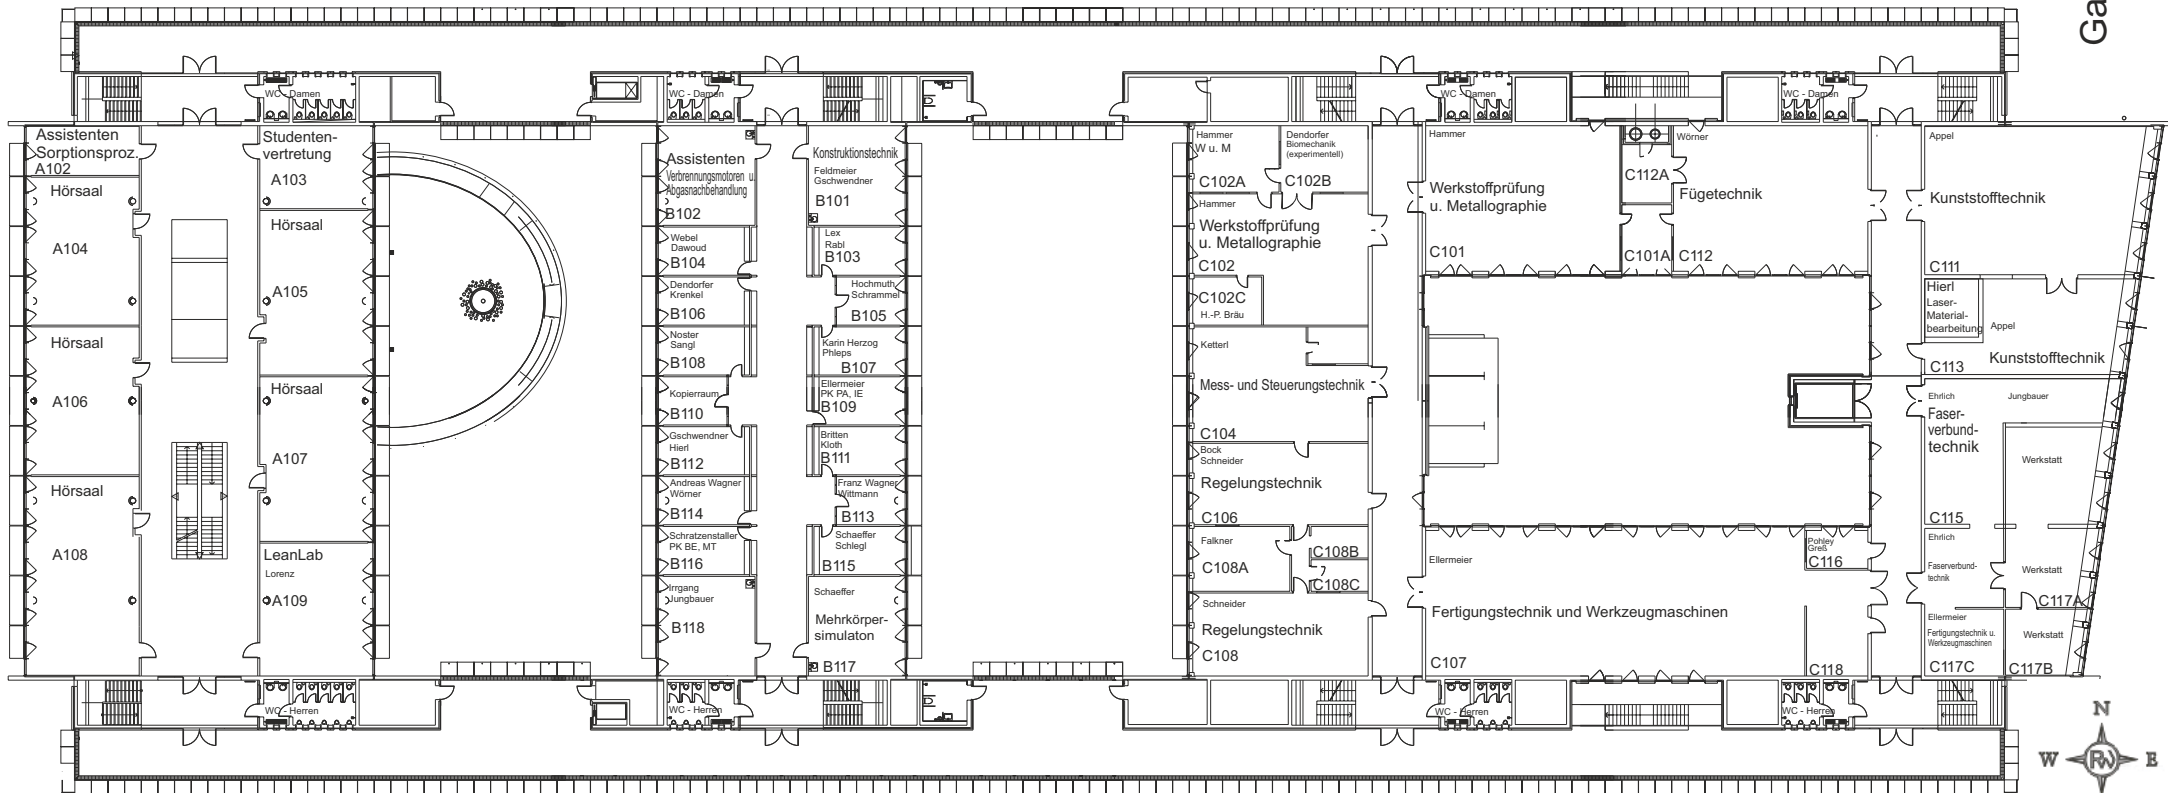 Ga
WC - Damen
WC - Damen
WC - Damen
WC - Damen
Assistenten
Sorptionsproz.
A102
Hörsaal
A104
Hörsaal
A106
Hörsaal
A108
Studenten-
vertretung
A103
Hörsaal
A105
Hörsaal
A107
LeanLab
Lorenz
A109
Assistenten
Verbrennungsmotoren u.
Abgasnachbehandlung
B102
Webel
Dawoud
B104
Dendorfer
Krenkel
B106
Noster
Sangl
B108
Kopierraum
B110
Gschwendner
Hierl
B112
Andreas Wagner
Wörner
B114
Schratzenstaller
PK BE, MT
B116
Irrgang
Jungbauer
B118
Konstruktionstechnik
Feldmeier
Gschwendner
B101
Lex
Rabl
B103
Hochmuth
Schrammel
B105
Karin Herzog
Phleps
B107
Ellermeier
PK PA, IE
B109
Britten
Kloth
B111
Franz Wagner
Wittmann
B113
Schaeffer
Schlegl
B115
Schaeffer
Mehrkörper-
simulaton
B117
Hammer
W u. M
C102A
Dendorfer
Biomechanik
(experimentell)
C102B
Hammer
Werkstoffprüfung
u. Metallographie
C102
C102C
H.-P. Bräu
Ketterl
Mess- und Steuerungstechnik
C104
Bock
Schneider
Regelungstechnik
C106
Falkner
C108A
C108B
C108C
Schneider
Regelungstechnik
C108
Hammer
Werkstoffprüfung
u. Metallographie
C101
C112A
C101A
Wörner
Fügetechnik
C112
Ellermeier
Fertigungstechnik und Werkzeugmaschinen
C107
Pohley
Greß
C116
C118
Appel
Kunststofftechnik
C111
Hierl
Laser-
Material-
bearbeitung
Appel
Kunststofftechnik
C113
Ehrlich
Jungbauer
Faser-
verbund-
technik
C115
Werkstatt
Ehrlich
Faserverbund-
technik
Werkstatt
C117A
Ellermeier
Fertigungstechnik u.
Werkzeugmaschinen
C117C
Werkstatt
C117B
WC - Herren
WC - Herren
WC - Herren
WC - Herren
N
W
E